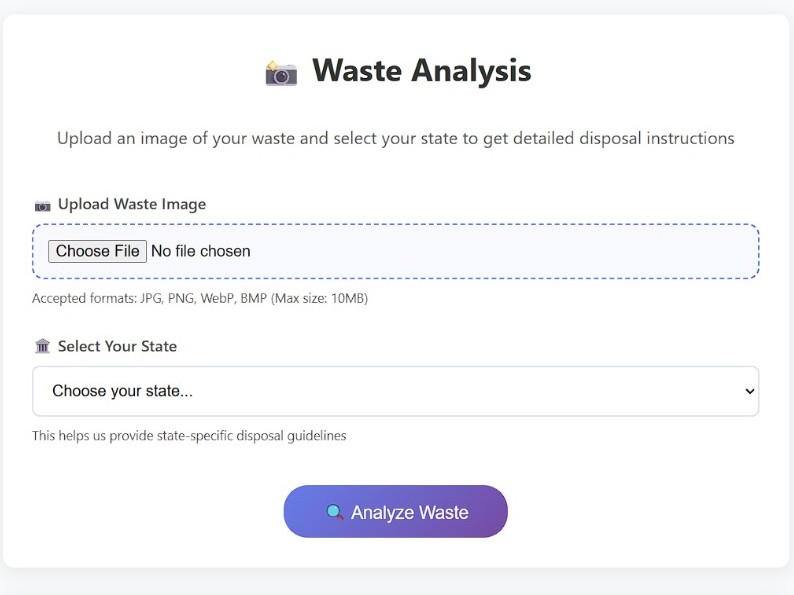 Waste Analysis
Upload an image of your waste and select your state to get detailed disposal instructions
Upload Waste Image
Choose File No file chosen
Accepted formats: JPG, PNG, WebP, BMP (Max size: 10MB)
Select Your State
Choose your state...
This helps us provide state-specific disposal guidelines
Analyze Waste